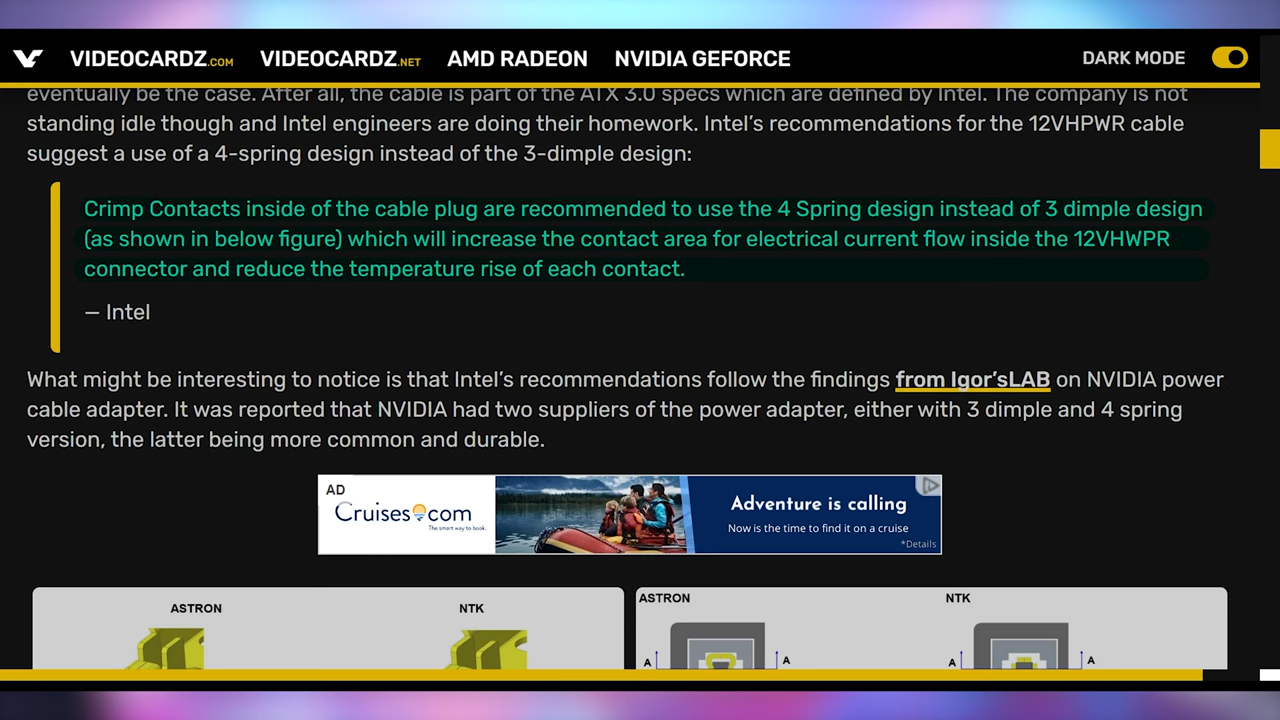 VIDEOCARDZ.COM VIDEOCARDZ.NET AMD RADEON NVIDIA GEFORCE DARK MODE
eventually be the case. After all, the cable is part of the ATX 3.0 specs which are defined by Intel. The company is not
standing idle though and Intel engineers are doing their homework. Intel's recommendations for the 12VHPWR cable
suggest a use of a 4-spring design instead of the 3-dimple design:
Crimp Contacts inside of the cable plug are recommended to use the 4 Spring design instead of 3 dimple design
(as shown in below figure) which will increase the contact area for electrical current flow inside the 12VHWPR
connector and reduce the temperature rise of each contact.
— Intel
What might be interesting to notice is that Intel's recommendations follow the findings from Igor'sLAB on NVIDIA power
cable adapter. It was reported that NVIDIA had two suppliers of the power adapter, either with 3 dimple and 4 spring
version, the latter being more common and durable.
AD
Cruises.com
The smart way to book.
Adventure is calling
Now is the time to find it on a cruise
*Details
ASTRON NTK
ASTRON NTK
A A A A